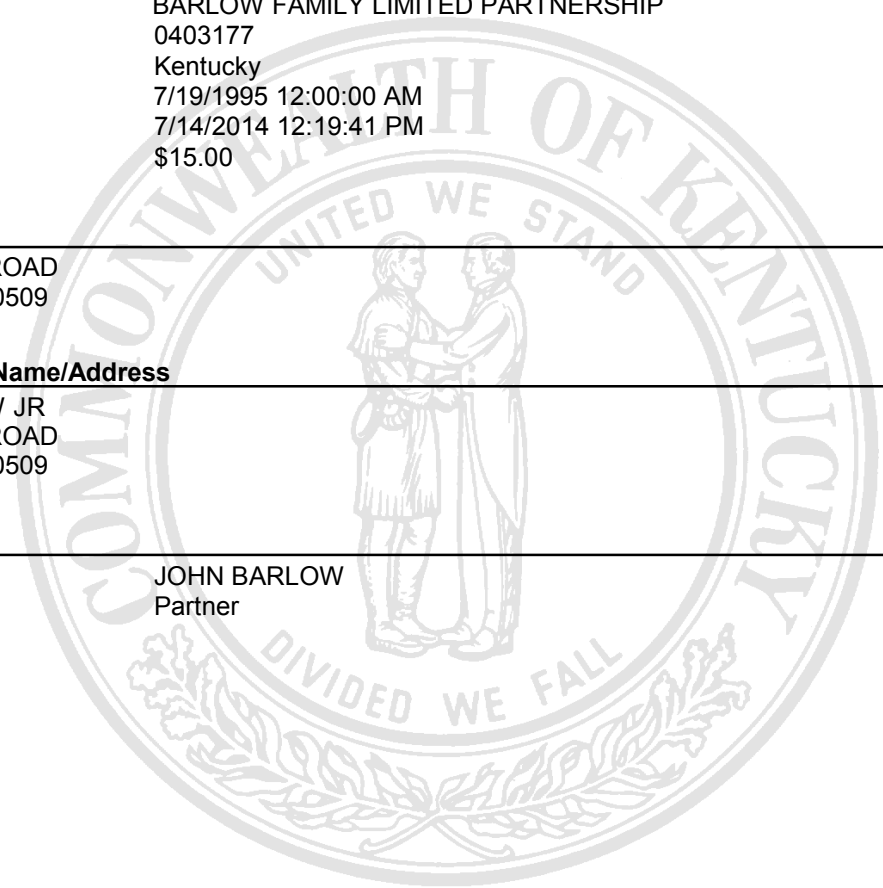 BARLOW FAMILY LIMITED PARTNERSHIP
0403177
Kentucky
7/19/1995 12:00:00 AM
7/14/2014 12:19:41 PM
$15.00
COMMONWEALTH OF KENTUCKY
UNITED WE STAND
DIVIDED WE FALL
ROAD
0509
Name/Address
JR
ROAD
0509
JOHN BARLOW
Partner